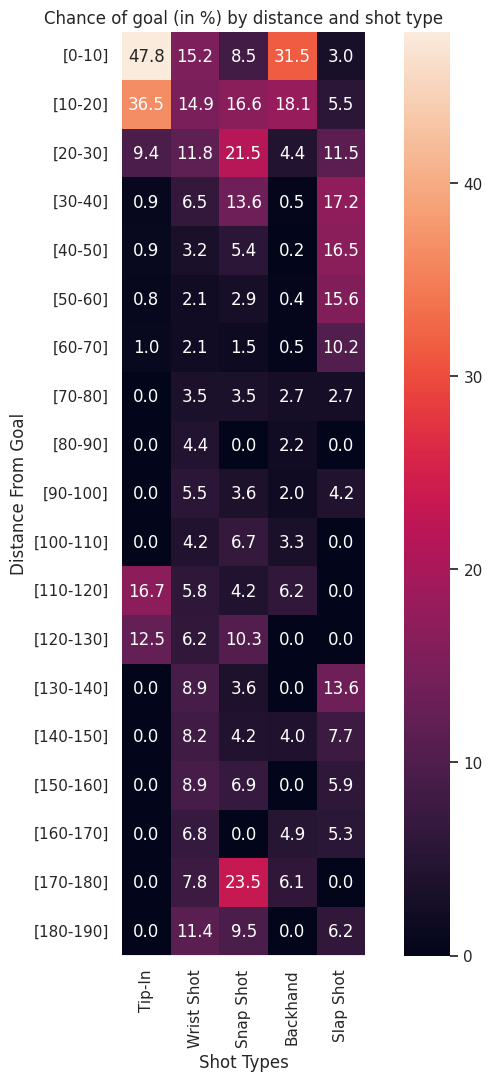 Chance of goal (in %) by distance and shot type
Distance From Goal
[0-10] 47.8 15.2 8.5 31.5 3.0
[10-20] 36.5 14.9 16.6 18.1 5.5
[20-30] 9.4 11.8 21.5 4.4 11.5
[30-40] 0.9 6.5 13.6 0.5 17.2
[40-50] 0.9 3.2 5.4 0.2 16.5
[50-60] 0.8 2.1 2.9 0.4 15.6
[60-70] 1.0 2.1 1.5 0.5 10.2
[70-80] 0.0 3.5 3.5 2.7 2.7
[80-90] 0.0 4.4 0.0 2.2 0.0
[90-100] 0.0 5.5 3.6 2.0 4.2
[100-110] 0.0 4.2 6.7 3.3 0.0
[110-120] 16.7 5.8 4.2 6.2 0.0
[120-130] 12.5 6.2 10.3 0.0 0.0
[130-140] 0.0 8.9 3.6 0.0 13.6
[140-150] 0.0 8.2 4.2 4.0 7.7
[150-160] 0.0 8.9 6.9 0.0 5.9
[160-170] 0.0 6.8 0.0 4.9 5.3
[170-180] 0.0 7.8 23.5 6.1 0.0
[180-190] 0.0 11.4 9.5 0.0 6.2
Tip-In
Wrist Shot
Snap Shot
Backhand
Slap Shot
Shot Types
40
30
20
10
0